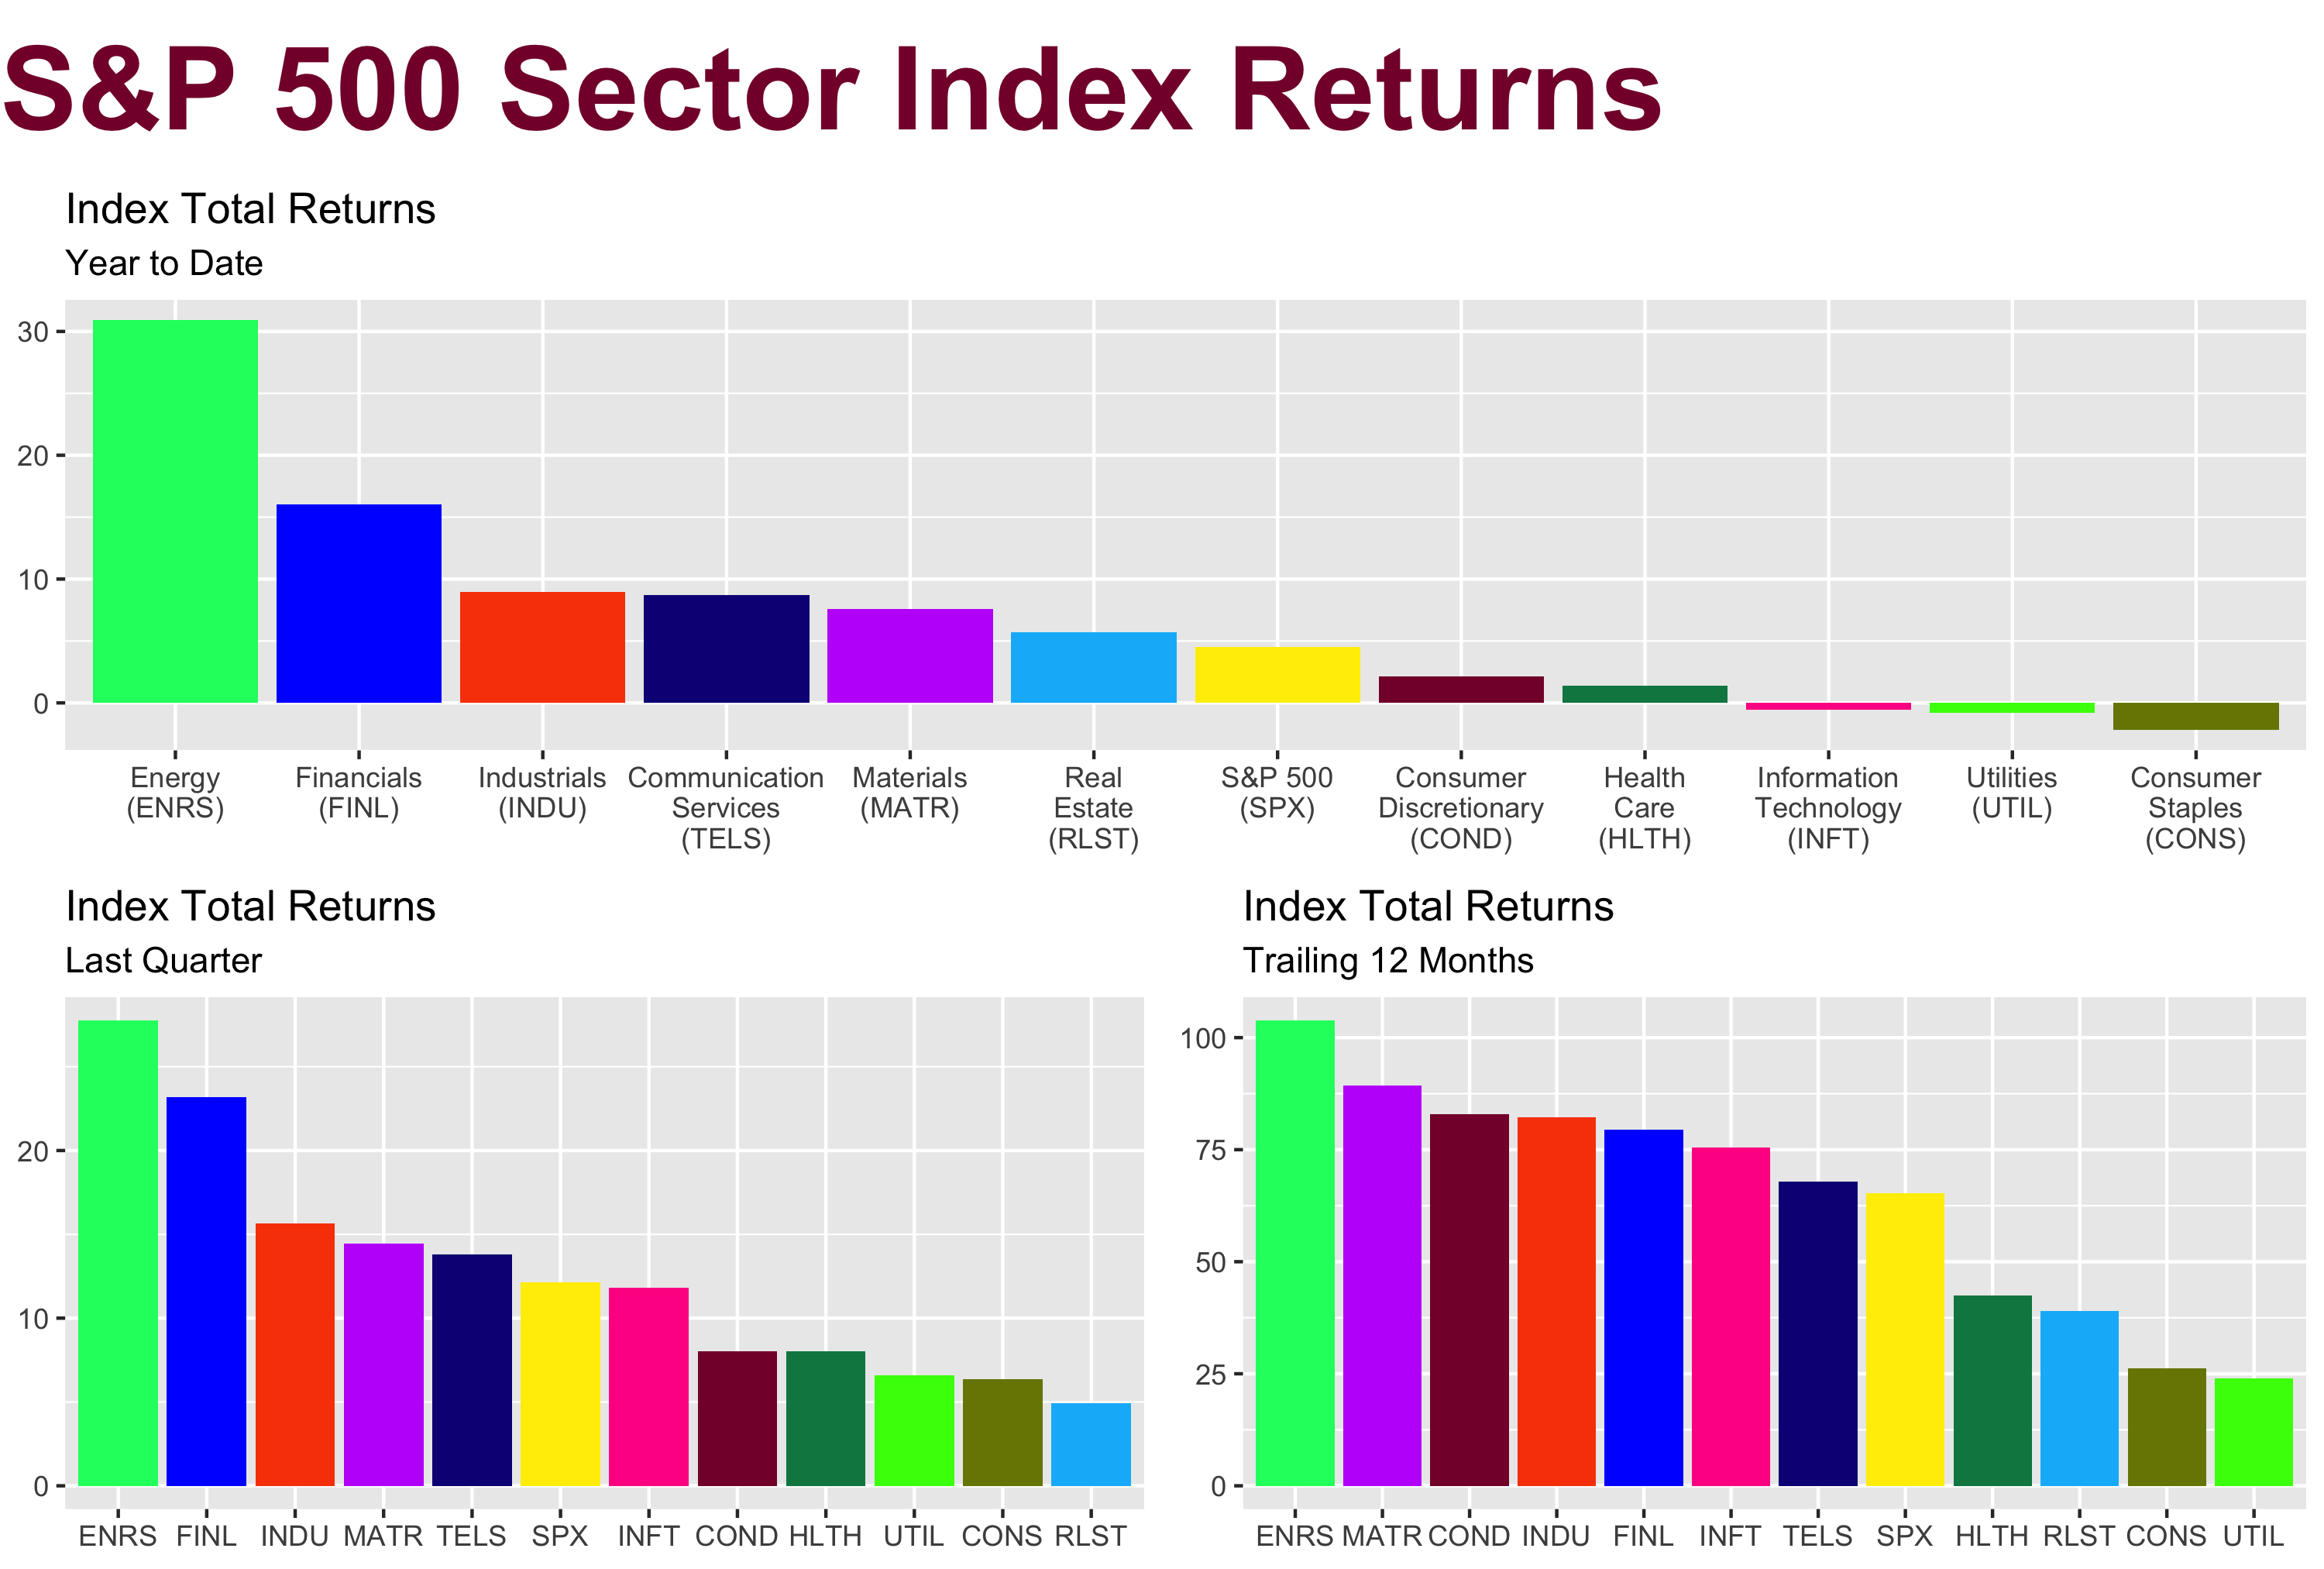 S&P 500 Sector Index Returns
Index Total Returns
Year to Date
30
20
10
0
Energy (ENRS)
Financials (FINL)
Industrials (INDU)
Communication Services (TELS)
Materials (MATR)
Real Estate (RLST)
S&P 500 (SPX)
Consumer Discretionary (COND)
Health Care (HLTH)
Information Technology (INFT)
Utilities (UTIL)
Consumer Staples (CONS)
Index Total Returns
Last Quarter
20
10
0
ENRS FINL INDU MATR TELS SPX INFT COND HLTH UTIL CONS RLST
Index Total Returns
Trailing 12 Months
100
75
50
25
0
ENRS MATR COND INDU FINL INFT TELS SPX HLTH RLST CONS UTIL